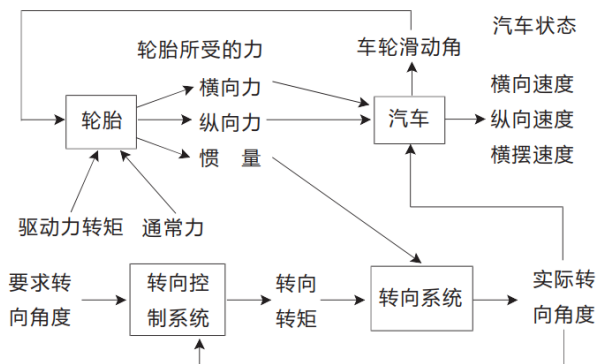 汽车状态
轮胎所受的力
车轮滑动角
横向力
横向速度
轮胎
纵向力
汽车
纵向速度
惯 量
横摆速度
驱动力转矩
通常力
要求转
向角度
转向控
制系统
转向
转矩
转向系统
实际转
向角度